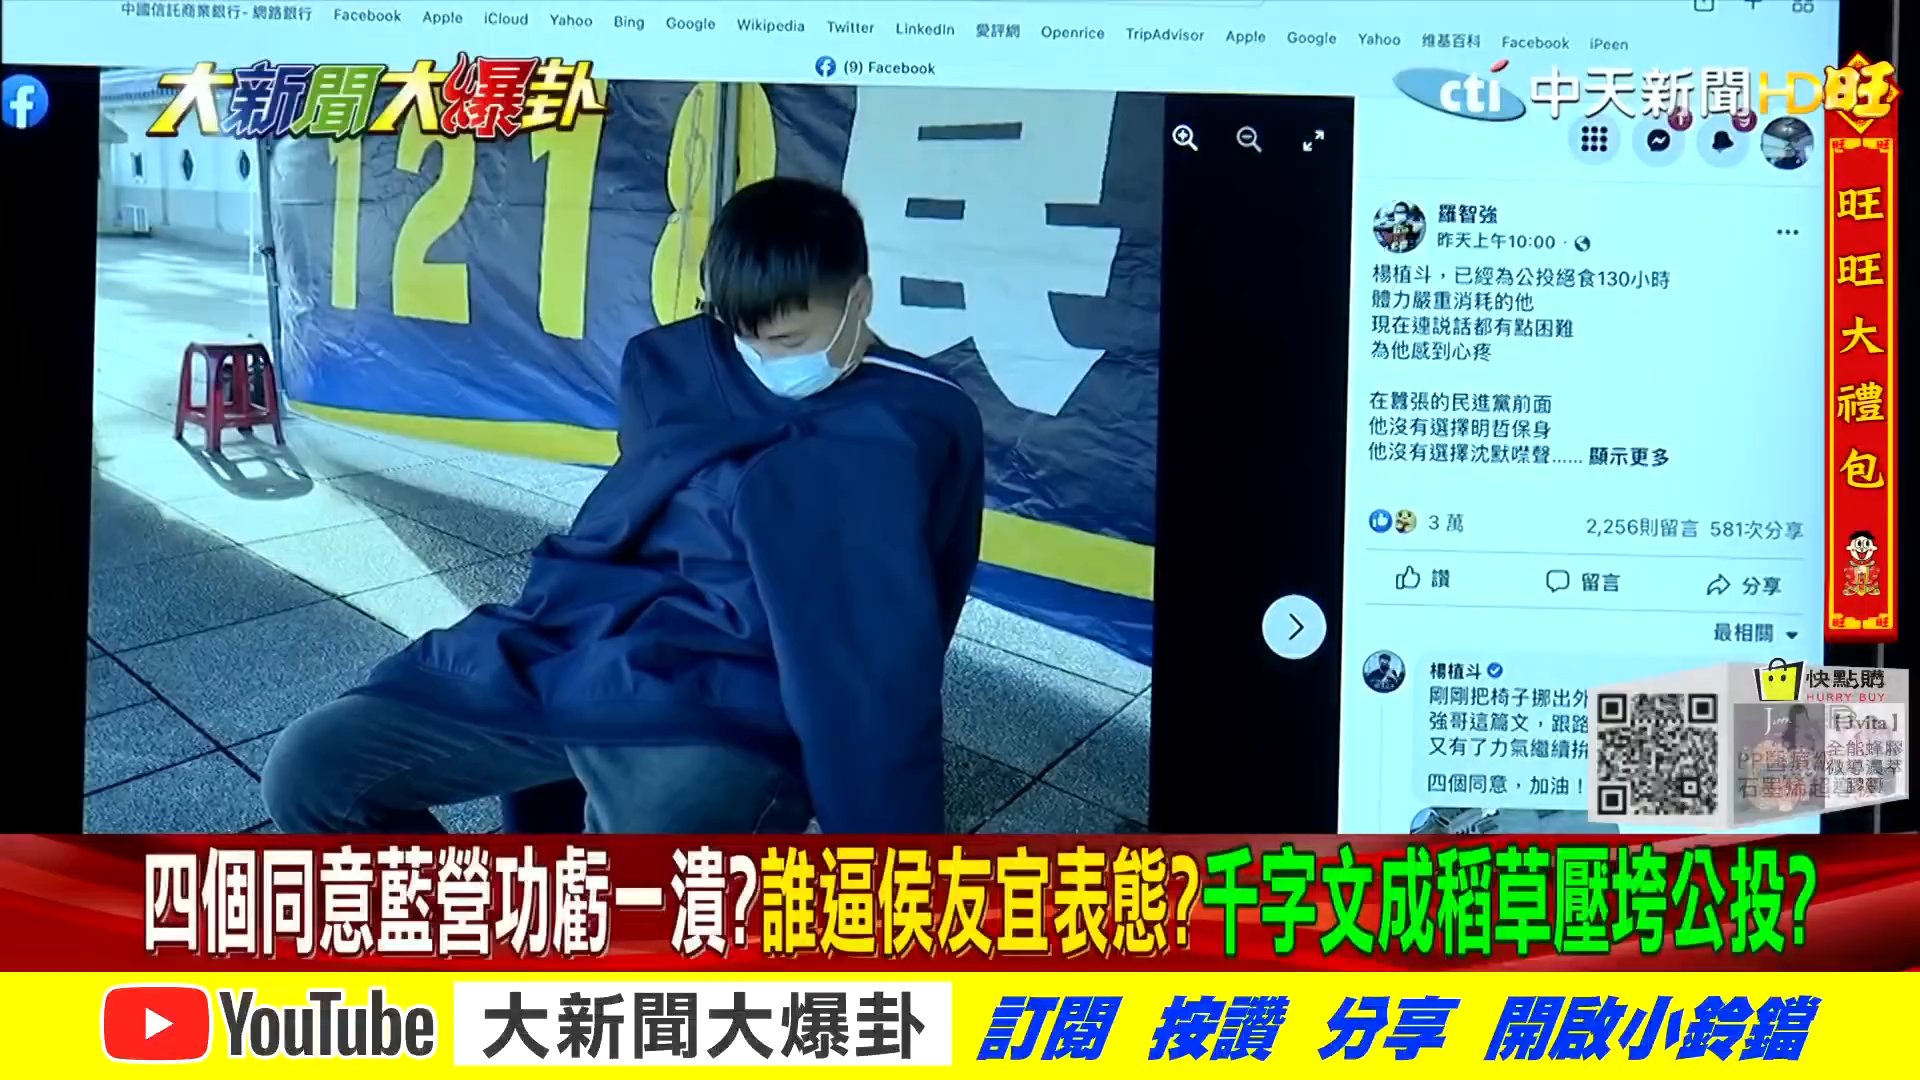 中國信託商業銀行- 網路銀行 Facebook Apple iCloud Yahoo Bing Google Wikipedia Twitter LinkedIn 愛評網 Openrice TripAdvisor Apple Google Yahoo 維基百科 Facebook iPeen
(9) Facebook
大新聞大爆卦
cti 中天新聞HD
旺
1218
旺旺大禮包
羅智強
昨天上午10:00
楊植斗，已經為公投絕食130小時
體力嚴重消耗的他
現在連說話都有點困難
為他感到心疼
在囂張的民進黨前面
他沒有選擇明哲保身
他沒有選擇沈默噤聲...... 顯示更多
3 萬
2,256則留言 581次分享
讚 留言 分享
最相關
楊植斗
剛剛把椅子挪出外
強哥這篇文，跟路
又有了力氣繼續拚
四個同意，加油！
快點購
HURRY BUY
四個同意藍營功虧一潰?誰逼侯友宜表態?千字文成稻草壓垮公投?
YouTube 大新聞大爆卦 訂閱 按讚 分享 開啟小鈴鐺